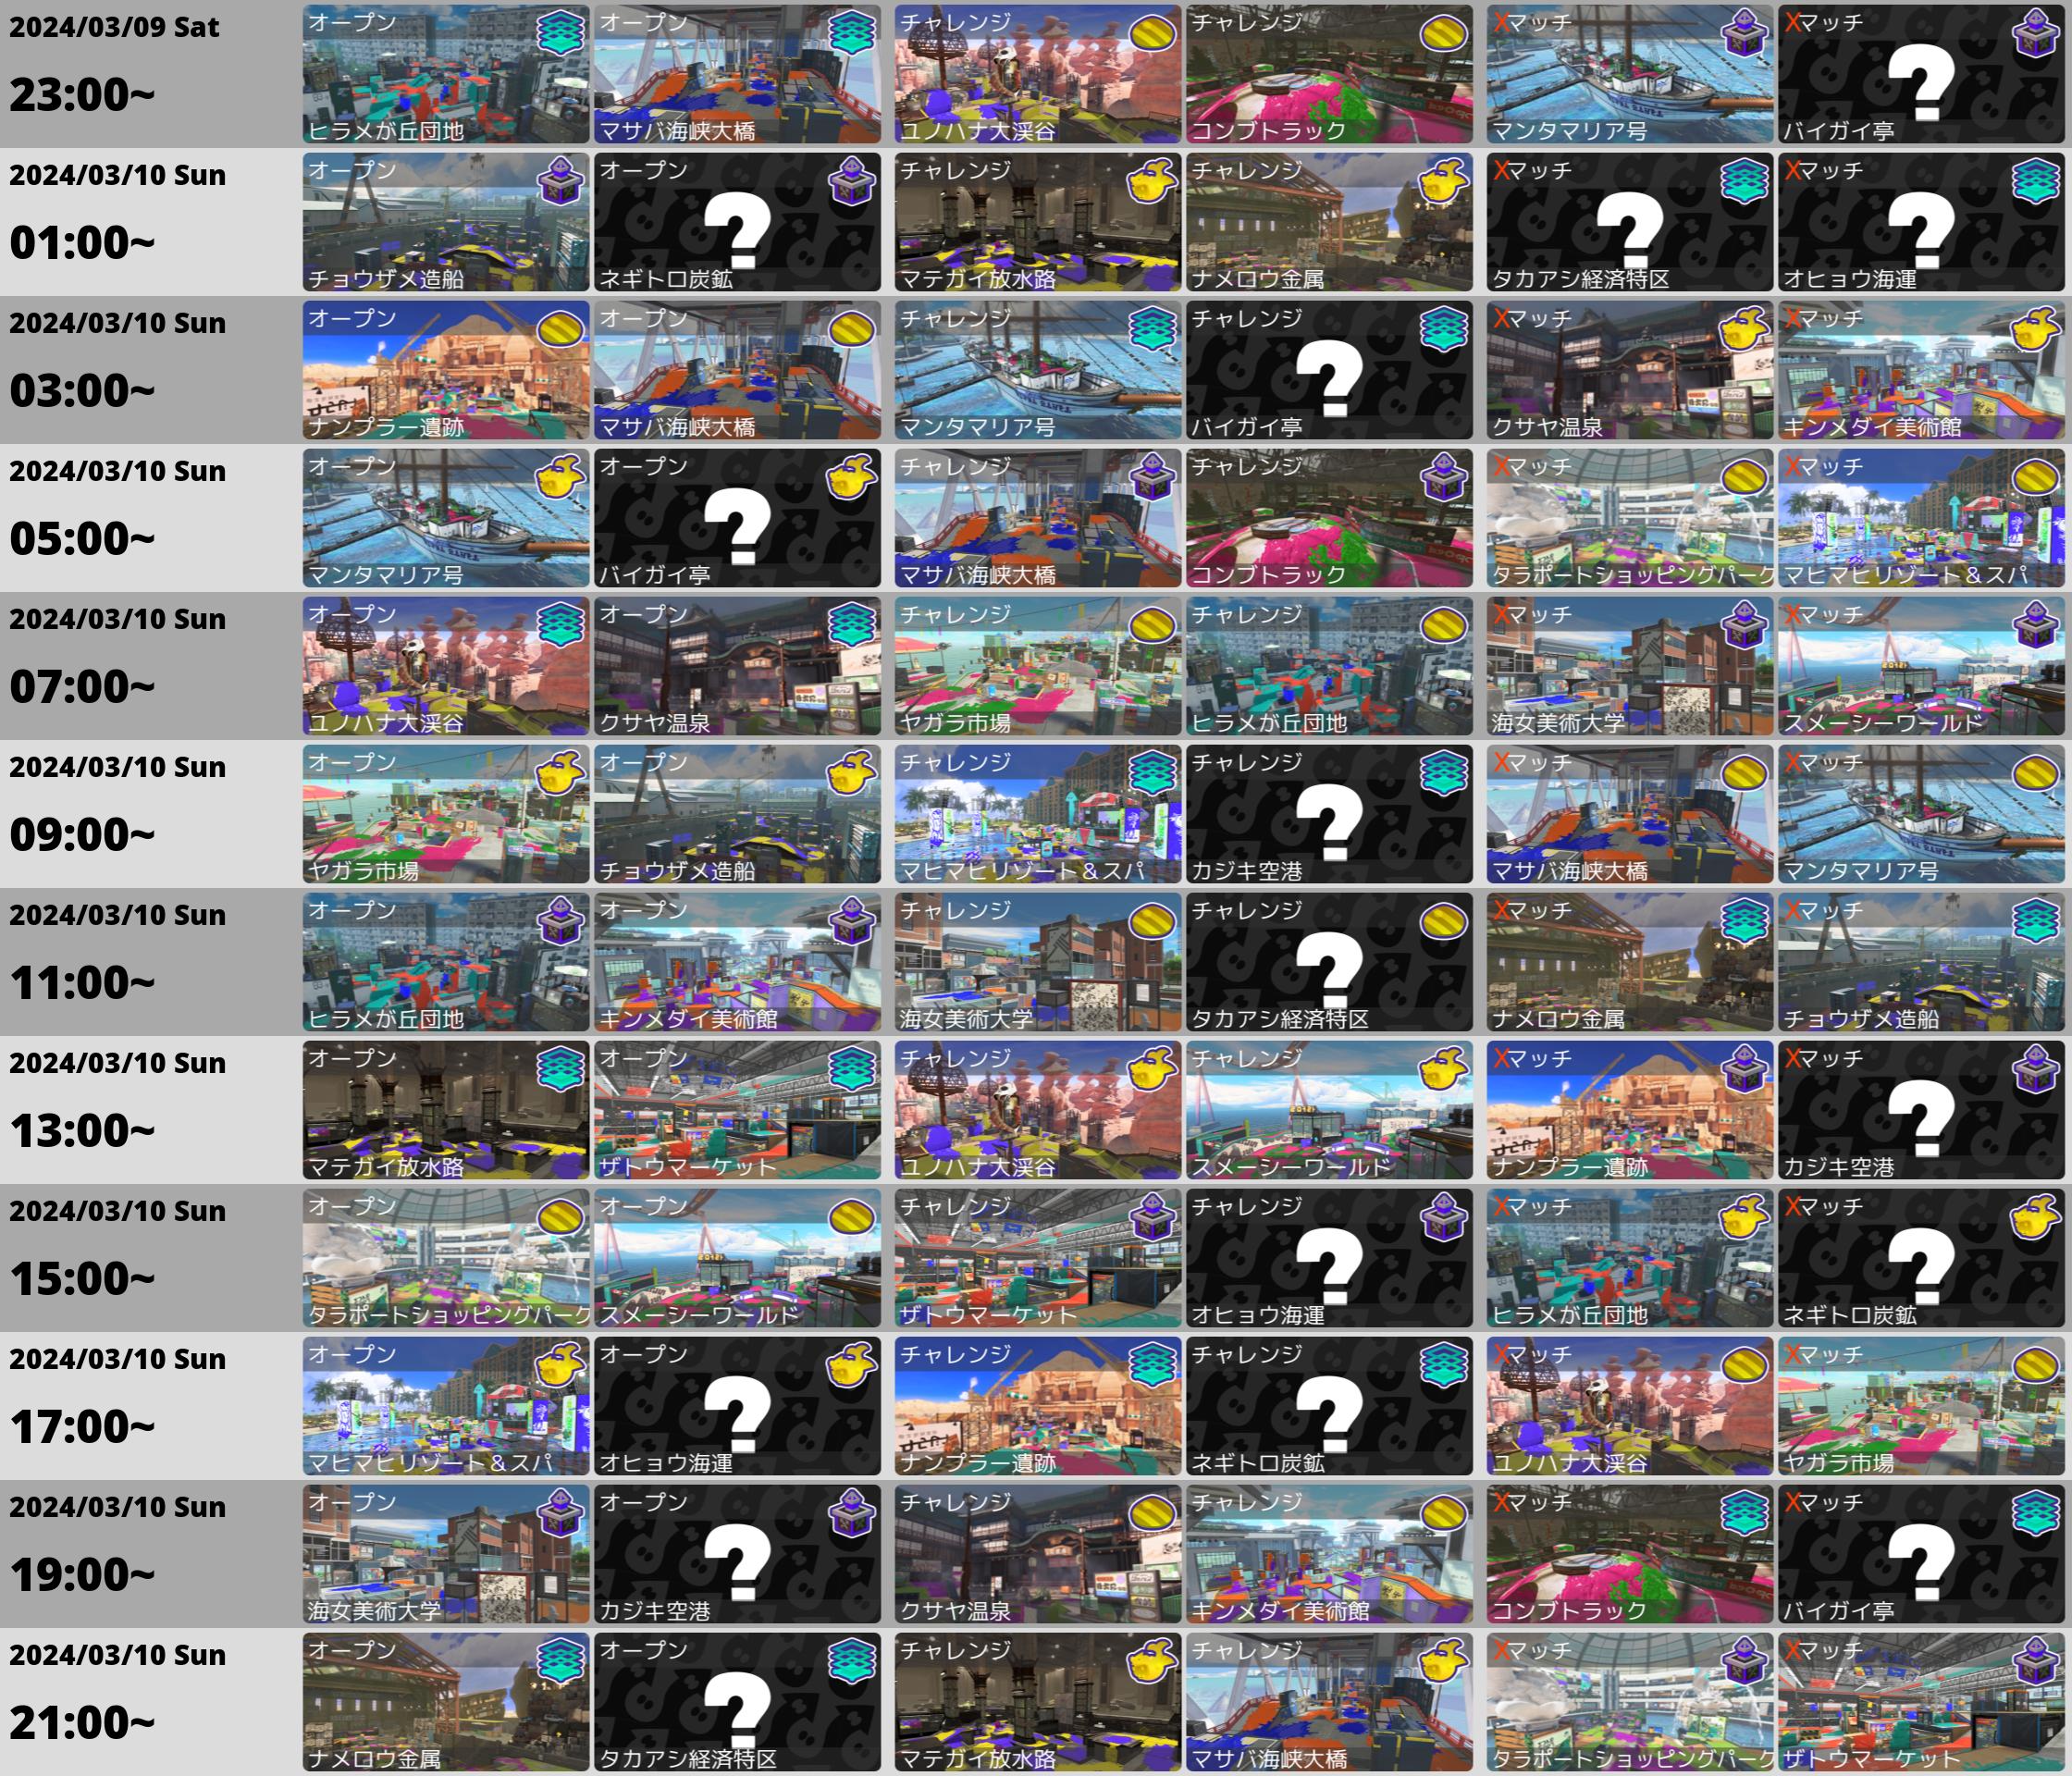 2024/03/09 Sat
23:00~
オープン オープン チャレンジ チャレンジ Xマッチ Xマッチ
ヒラメが丘団地 マサバ海峡大橋 ユノハナ大渓谷 コンブトラック マンタマリア号 バイガイ亭
2024/03/10 Sun
01:00~
オープン オープン チャレンジ チャレンジ Xマッチ Xマッチ
チョウザメ造船 ネギトロ炭鉱 マテガイ放水路 ナメロウ金属 タカアシ経済特区 オヒョウ海運
2024/03/10 Sun
03:00~
オープン オープン チャレンジ チャレンジ Xマッチ Xマッチ
ナンプラー遺跡 マサバ海峡大橋 マンタマリア号 バイガイ亭 クサヤ温泉 キンメダイ美術館
2024/03/10 Sun
05:00~
オープン オープン チャレンジ チャレンジ Xマッチ Xマッチ
マンタマリア号 バイガイ亭 マサバ海峡大橋 コンブトラック タラポートショッピングパーク マヒマヒリゾート＆スパ
2024/03/10 Sun
07:00~
オープン オープン チャレンジ チャレンジ Xマッチ Xマッチ
ユノハナ大渓谷 クサヤ温泉 ヤガラ市場 ヒラメが丘団地 海女美術大学 スメーシーワールド
2024/03/10 Sun
09:00~
オープン オープン チャレンジ チャレンジ Xマッチ Xマッチ
ヤガラ市場 チョウザメ造船 マヒマヒリゾート＆スパ カジキ空港 マサバ海峡大橋 マンタマリア号
2024/03/10 Sun
11:00~
オープン オープン チャレンジ チャレンジ Xマッチ Xマッチ
ヒラメが丘団地 キンメダイ美術館 海女美術大学 タカアシ経済特区 ナメロウ金属 チョウザメ造船
2024/03/10 Sun
13:00~
オープン オープン チャレンジ チャレンジ Xマッチ Xマッチ
マテガイ放水路 ザトウマーケット ユノハナ大渓谷 スメーシーワールド ナンプラー遺跡 カジキ空港
2024/03/10 Sun
15:00~
オープン オープン チャレンジ チャレンジ Xマッチ Xマッチ
タラポートショッピングパーク スメーシーワールド ザトウマーケット オヒョウ海運 ヒラメが丘団地 ネギトロ炭鉱
2024/03/10 Sun
17:00~
オープン オープン チャレンジ チャレンジ Xマッチ Xマッチ
マヒマヒリゾート＆スパ オヒョウ海運 ナンプラー遺跡 ネギトロ炭鉱 ユノハナ大渓谷 ヤガラ市場
2024/03/10 Sun
19:00~
オープン オープン チャレンジ チャレンジ Xマッチ Xマッチ
海女美術大学 カジキ空港 クサヤ温泉 キンメダイ美術館 コンブトラック バイガイ亭
2024/03/10 Sun
21:00~
オープン オープン チャレンジ チャレンジ Xマッチ Xマッチ
ナメロウ金属 タカアシ経済特区 マテガイ放水路 マサバ海峡大橋 タラポートショッピングパーク ザトウマーケット